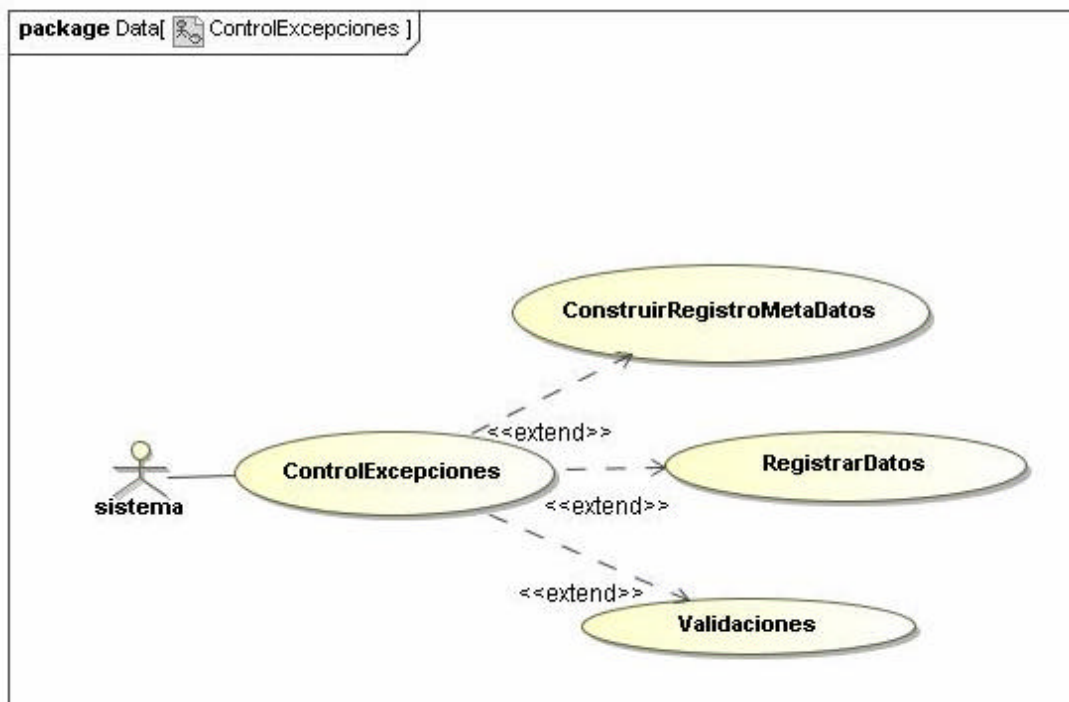 package Data[ ControlExcepciones ]
ConstruirRegistroMetaDatos
<<extend>>
ControlExcepciones
RegistrarDatos
sistema
<<extend>>
<<extend>>
Validaciones